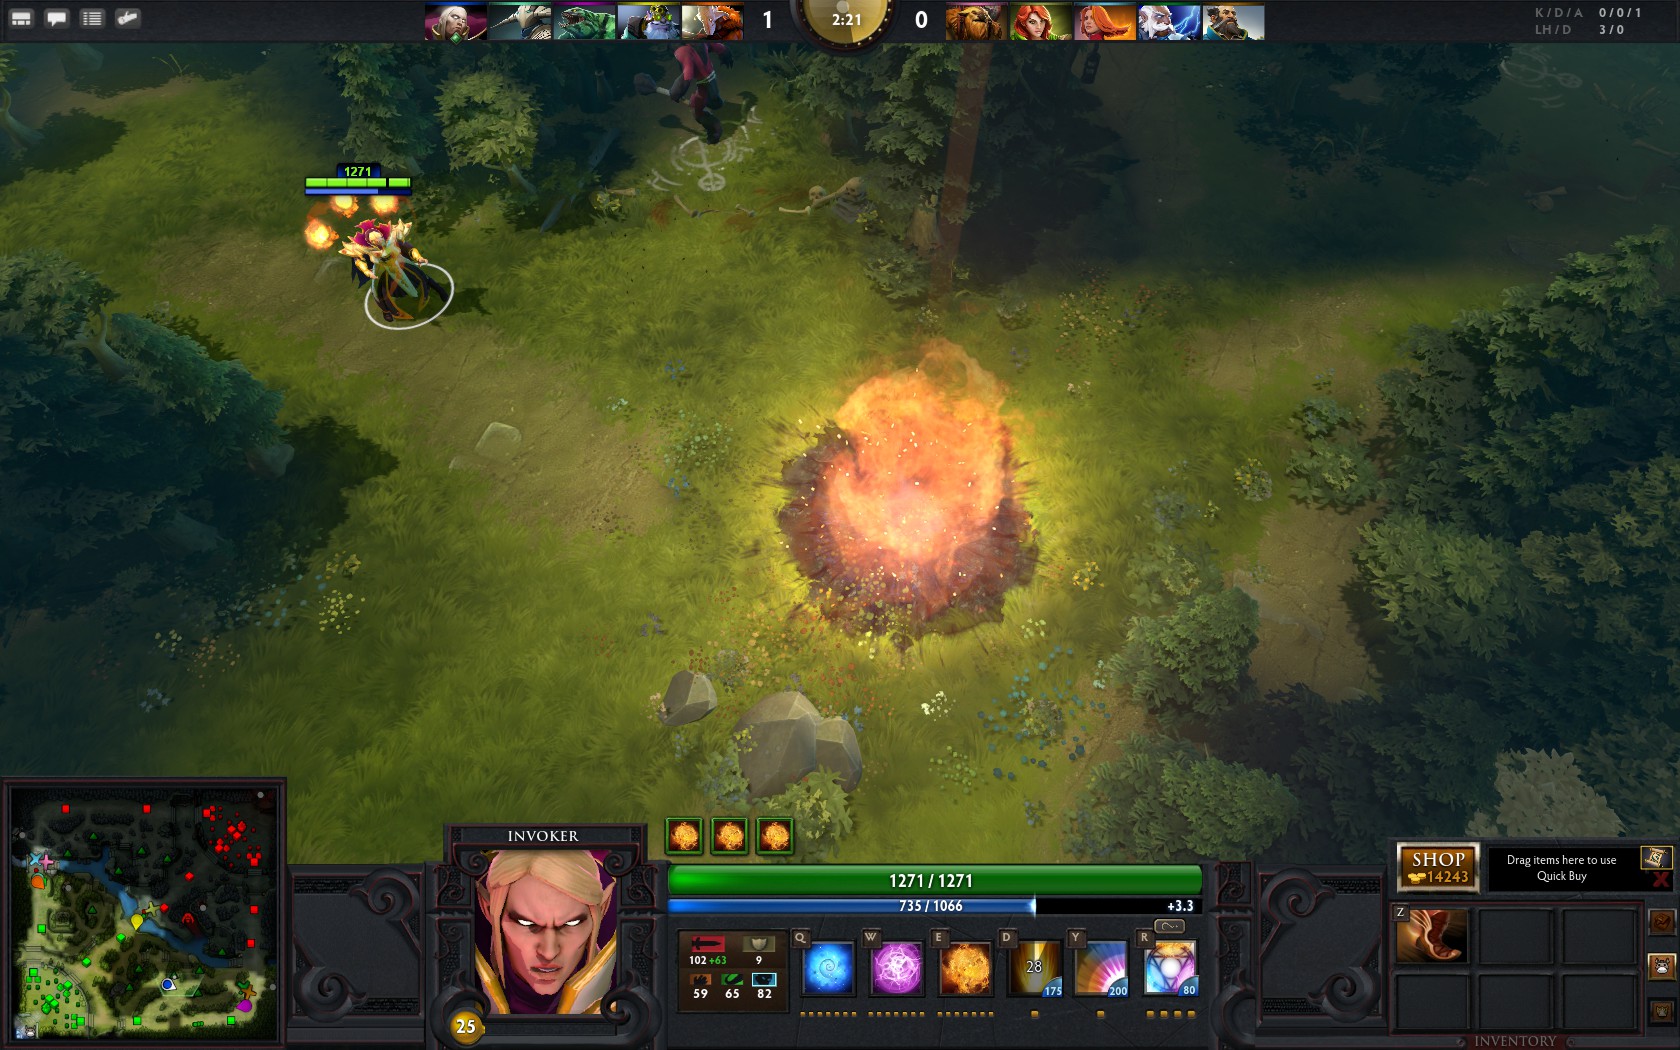 1
2:21
0
K / D / A 0 / 0 / 1
LH / D 3 / 0
1271
INVOKER
25
1271 / 1271
735 / 1066
+3.3
102 +63
9
59
65
82
Q
W
E
D
28
175
Y
200
R
80
SHOP
14243
Drag items here to use
Quick Buy
Z
INVENTORY